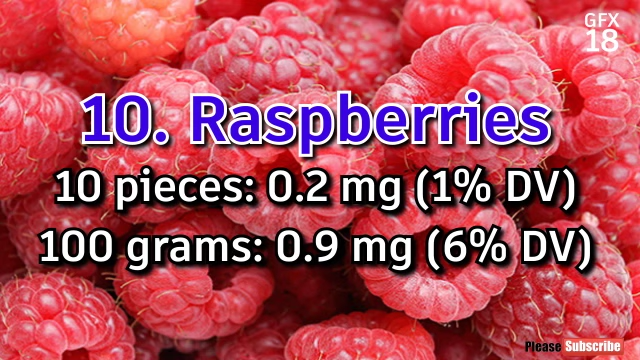 GFX
18
10. Raspberries
10 pieces: 0.2 mg (1% DV)
100 grams: 0.9 mg (6% DV)
Please Subscribe